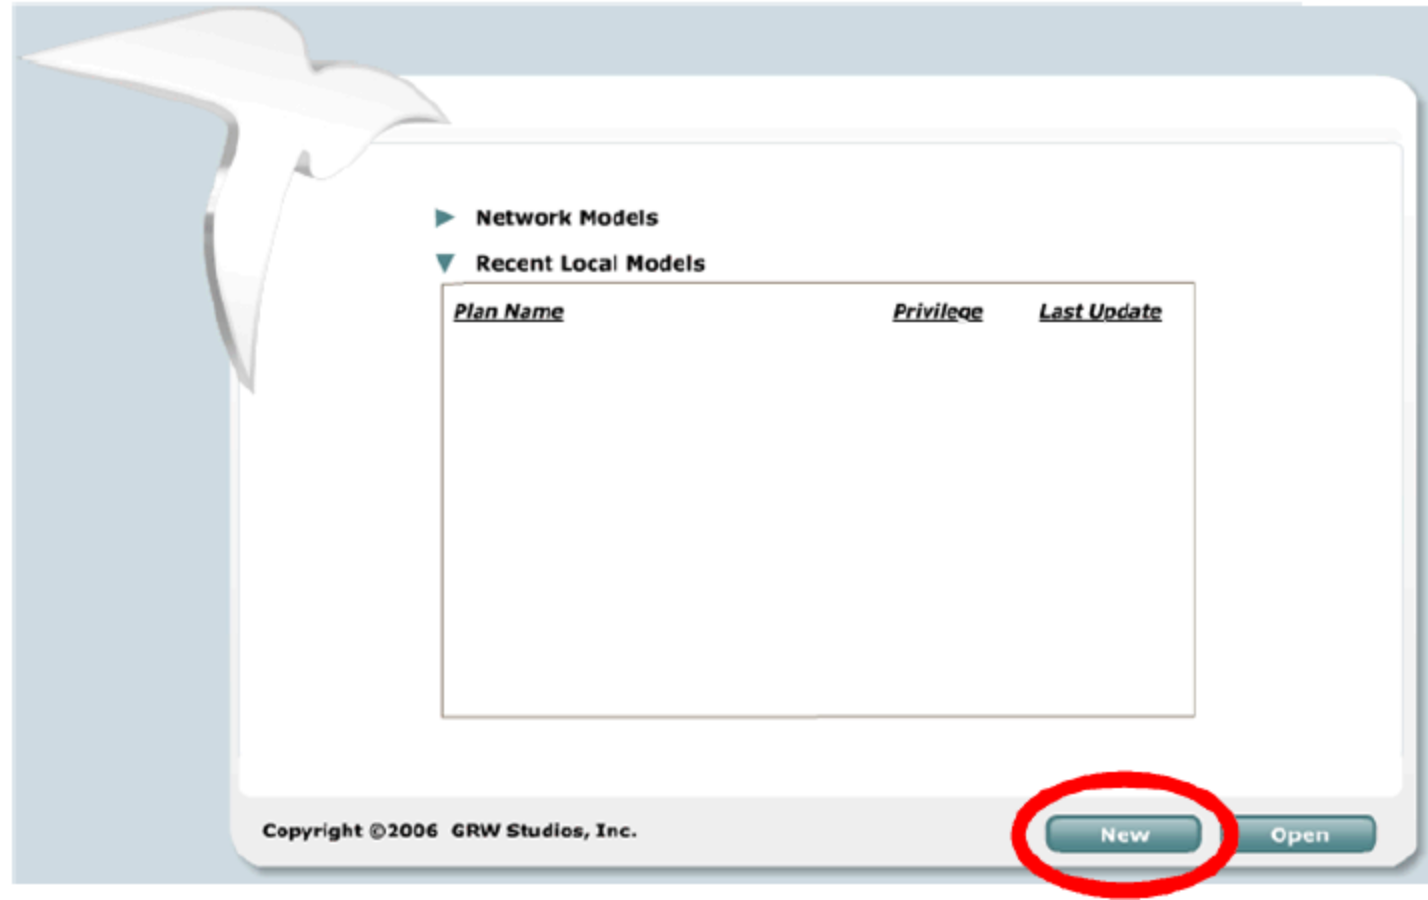 Network Models
Recent Local Models
Plan Name Privilege Last Update
Copyright ©2006 GRW Studios, Inc. New Open